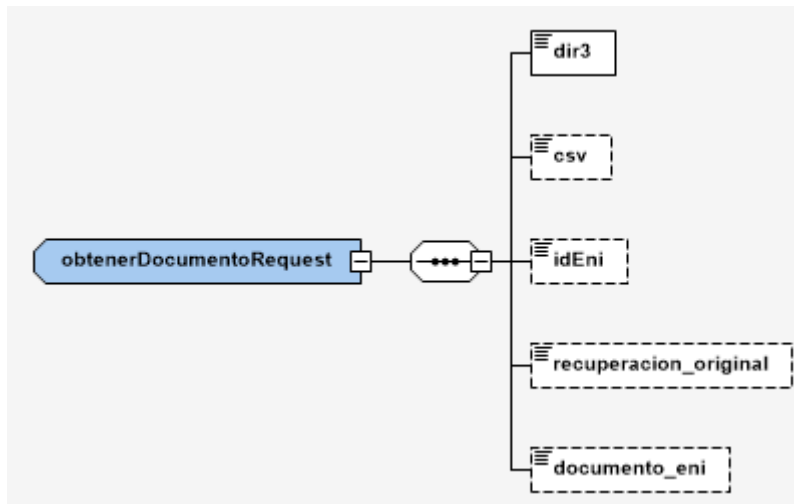 dir3
csv
obtenerDocumentoRequest
idEni
recuperacion_original
documento_eni